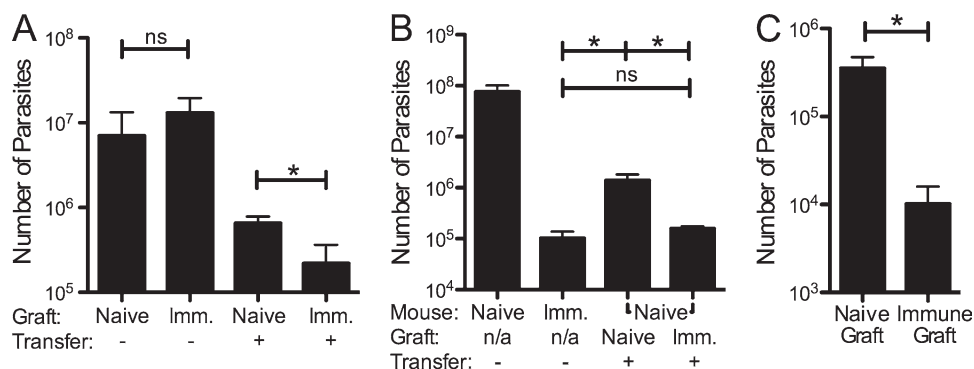 A
Number of Parasites
10^8
10^7
10^6
10^5
ns
*
Graft: Naive Imm. Naive Imm.
Transfer: - - + +
B
Number of Parasites
10^9
10^8
10^7
10^6
10^5
10^4
* *
ns
Mouse: Naive Imm. Naive
Graft: n/a n/a Naive Imm.
Transfer: - - + +
C
Number of Parasites
10^6
10^5
10^4
10^3
*
Naive Immune
Graft Graft